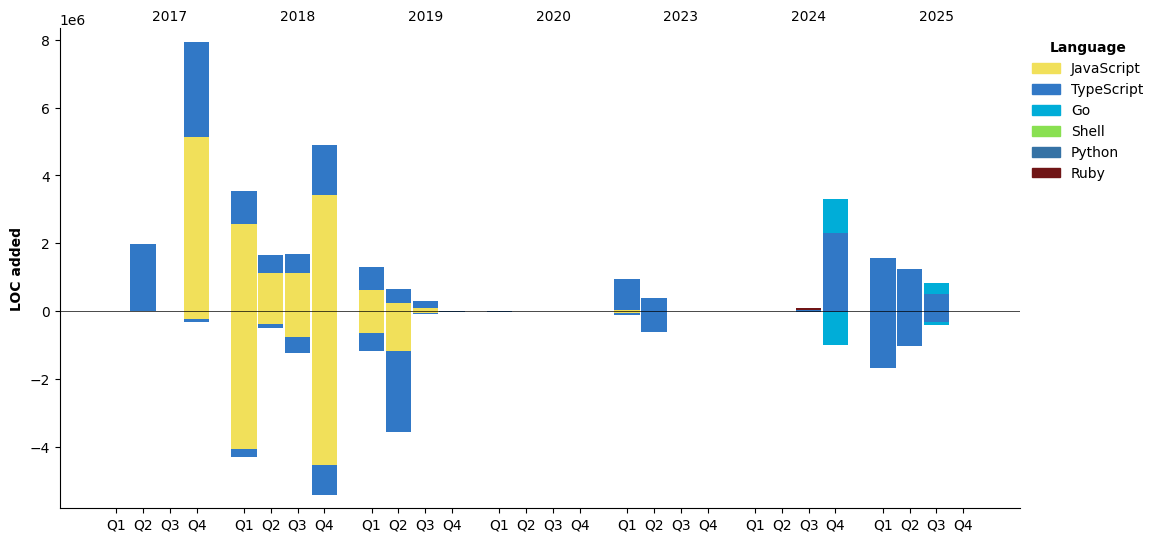 2017 2018 2019 2020 2023 2024 2025
1e6
8
6
4
2
0
−2
−4
LOC added
Q1 Q2 Q3 Q4 Q1 Q2 Q3 Q4 Q1 Q2 Q3 Q4 Q1 Q2 Q3 Q4 Q1 Q2 Q3 Q4 Q1 Q2 Q3 Q4 Q1 Q2 Q3 Q4
Language
JavaScript
TypeScript
Go
Shell
Python
Ruby